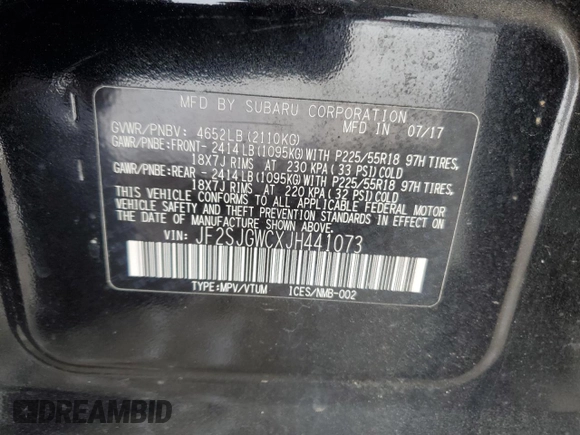 MFD BY SUBARU CORPORATION
MFD IN 07/17
GVWR/PNBV: 4652LB (2110KG)
GAWR/PNBE:FRONT- 2414LB(1095KG)WITH P225/55R18 97H TIRES,
18X7J RIMS AT 230 KPA( 33 PSI)COLD
GAWR/PNBE:REAR - 2414LB(1095KG)WITH P225/55R18 97H TIRES,
18X7J RIMS AT 220 KPA( 32 PSI)COLD
THIS VEHICLE CONFORMS TO ALL APPLICABLE FEDERAL MOTOR
VEHICLE SAFETY AND THEFT PREVENTION STANDARDS IN EFFECT ON
THE DATE OF MANUFACTURE SHOWN ABOVE.
VIN: JF2SJGWCXJH441073
TYPE:MPV/VTUM ICES/NMB-002
DREAMBID